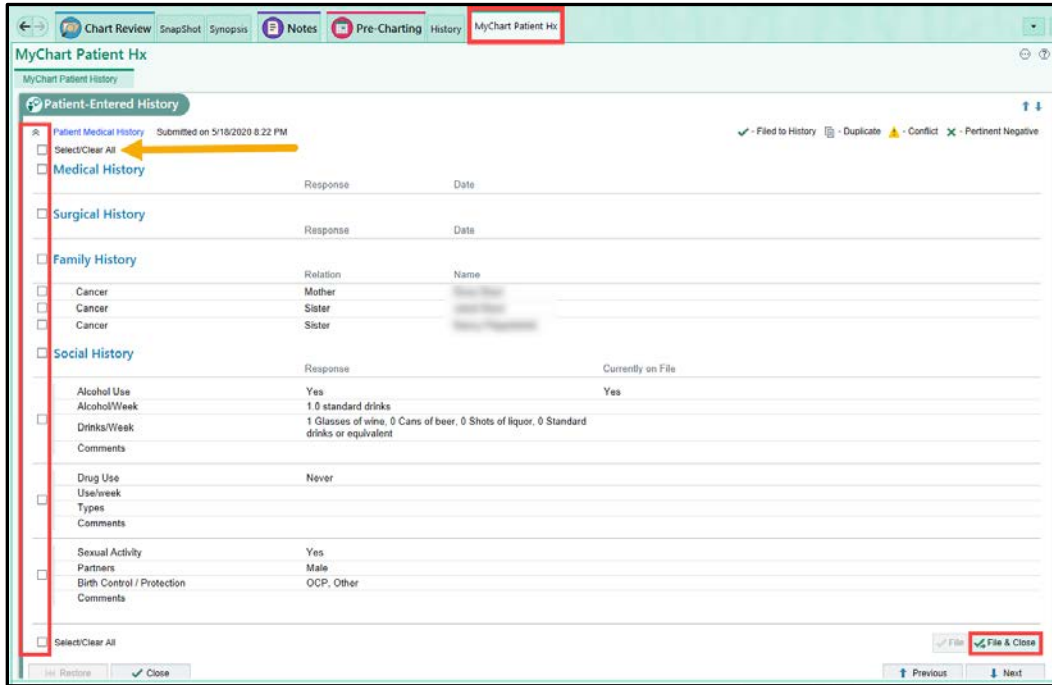 Chart Review SnapShot Synopsis Notes Pre-Charting History MyChart Patient Hx
MyChart Patient Hx
MyChart Patient History
Patient-Entered History
Patient Medical History Submitted on 5/18/2020 8:22 PM - Filed to History - Duplicate - Conflict - Pertinent Negative
Select/Clear All
Medical History
Response Date
Surgical History
Response Date
Family History
Relation Name
Cancer Mother
Cancer Sister
Cancer Sister
Social History
Response Currently on File
Alcohol Use Yes Yes
Alcohol/Week 1.0 standard drinks
Drinks/Week 1 Glasses of wine, 0 Cans of beer, 0 Shots of liquor, 0 Standard
drinks or equivalent
Comments
Drug Use Never
Use/week
Types
Comments
Sexual Activity Yes
Partners Male
Birth Control / Protection OCP, Other
Comments
Select/Clear All File File & Close
Restore Close Previous Next